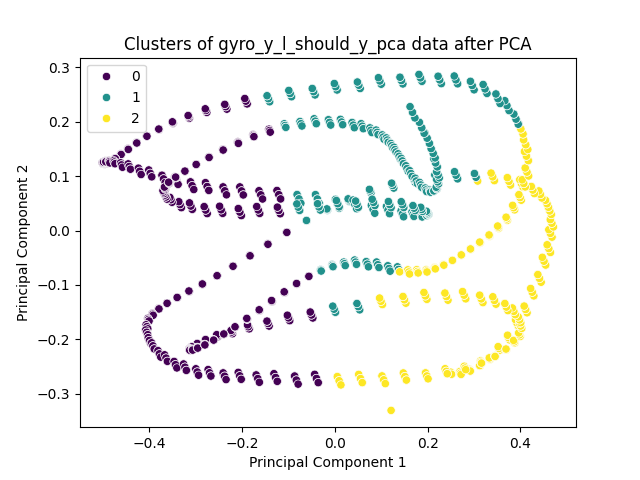 Clusters of gyro_y_l_should_y_pca data after PCA
0
1
2
Principal Component 2
0.3
0.2
0.1
0.0
−0.1
−0.2
−0.3
−0.4 −0.2 0.0 0.2 0.4
Principal Component 1